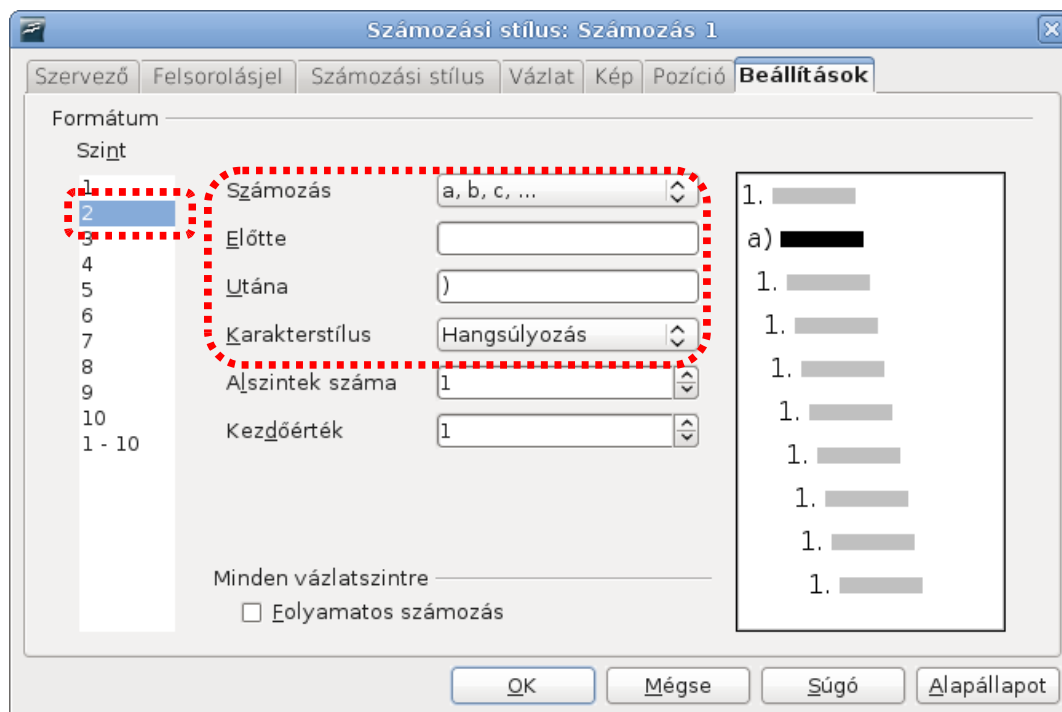 Számozási stílus: Számozás 1
Szervező Felsorolásjel Számozási stílus Vázlat Kép Pozíció Beállítások
Formátum
Szint
1
2
3
4
5
6
7
8
9
10
1 - 10
Számozás a, b, c, ...
Előtte
Utána )
Karakterstílus Hangsúlyozás
Alszintek száma 1
Kezdőérték 1
Minden vázlatszintre
Folyamatos számozás
1.
a)
1.
1.
1.
1.
1.
1.
1.
1.
OK Mégse Súgó Alapállapot